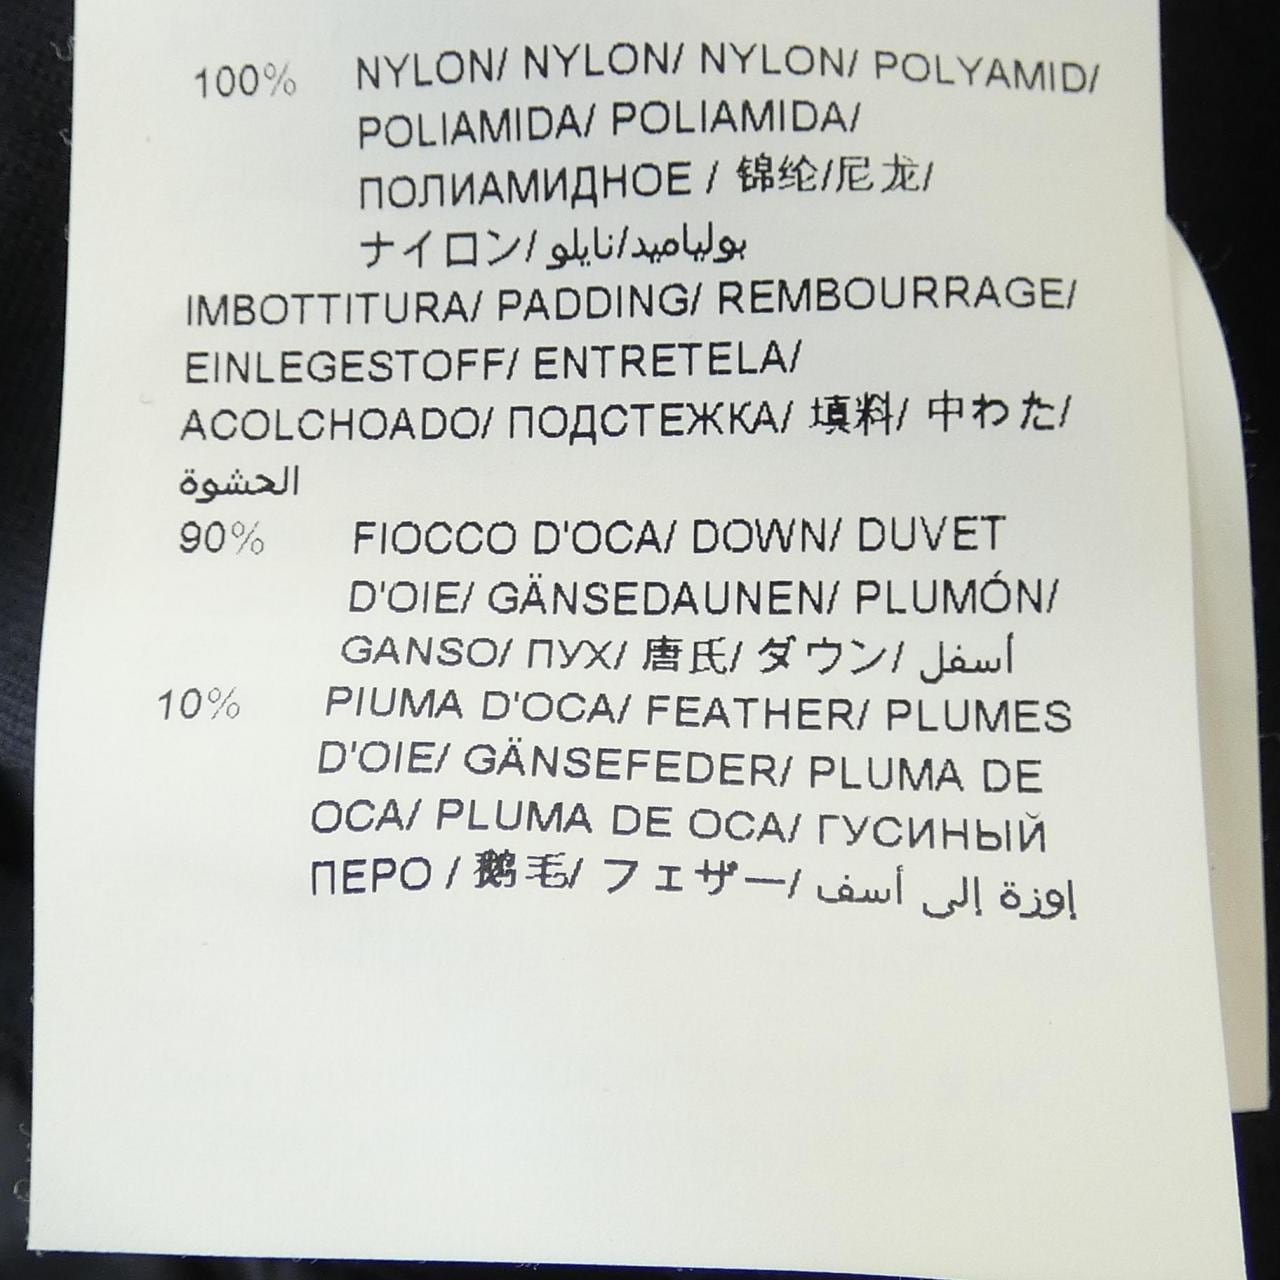 100% NYLON/ NYLON/ NYLON/ POLYAMID/
POLIAMIDA/ POLIAMIDA/
ПОЛИАМИДНОЕ / 锦纶/尼龙/
ナイロン/ بولياميد/نايلو
IMBOTTITURA/ PADDING/ REMBOURRAGE/
EINLEGESTOFF/ ENTRETELA/
ACOLCHOADO/ ПОДСТЕЖКА/ 填料/ 中わた/
الحشوة
90% FIOCCO D'OCA/ DOWN/ DUVET
D'OIE/ GÄNSEDAUNEN/ PLUMÓN/
GANSO/ ПУХ/ 唐氏/ ダウン/ أسفل
10% PIUMA D'OCA/ FEATHER/ PLUMES
D'OIE/ GÄNSEFEDER/ PLUMA DE
OCA/ PLUMA DE OCA/ ГУСИНЫЙ
ПЕРО / 鹅毛/ フェザー/ إوزة إلى أسف